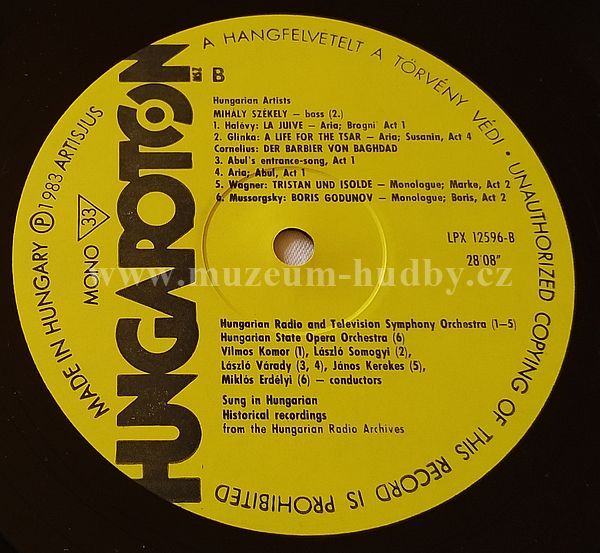 A HANGFELVÉTELT A TÖRVÉNY VÉDI · UNAUTHORIZED COPYING OF THIS RECORD IS PROHIBITED
MADE IN HUNGARY Ⓟ 1983 ARTISJUS
MONO 33
HUNGAROTON
B
Hungarian Artists
MIHÁLY SZÉKELY – bass (2.)
1. Halévy: LA JUIVE – Aria; Brogni Act 1
2. Glinka: A LIFE FOR THE TSAR – Aria; Susanin, Act 4
Cornelius: DER BARBIER VON BAGHDAD
3. Abul's entrance-song, Act 1
4. Aria; Abul, Act 1
5. Wagner: TRISTAN UND ISOLDE – Monologue; Marke, Act 2
6. Mussorgsky: BORIS GODUNOV – Monologue; Boris, Act 2
LPX 12596-B
28'08"
www.muzeum-hudby.cz
Hungarian Radio and Television Symphony Orchestra (1–5)
Hungarian State Opera Orchestra (6)
Vilmos Komor (1), László Somogyi (2),
László Várady (3, 4), János Kerekes (5),
Miklós Erdélyi (6) – conductors
Sung in Hungarian
Historical recordings
from the Hungarian Radio Archives